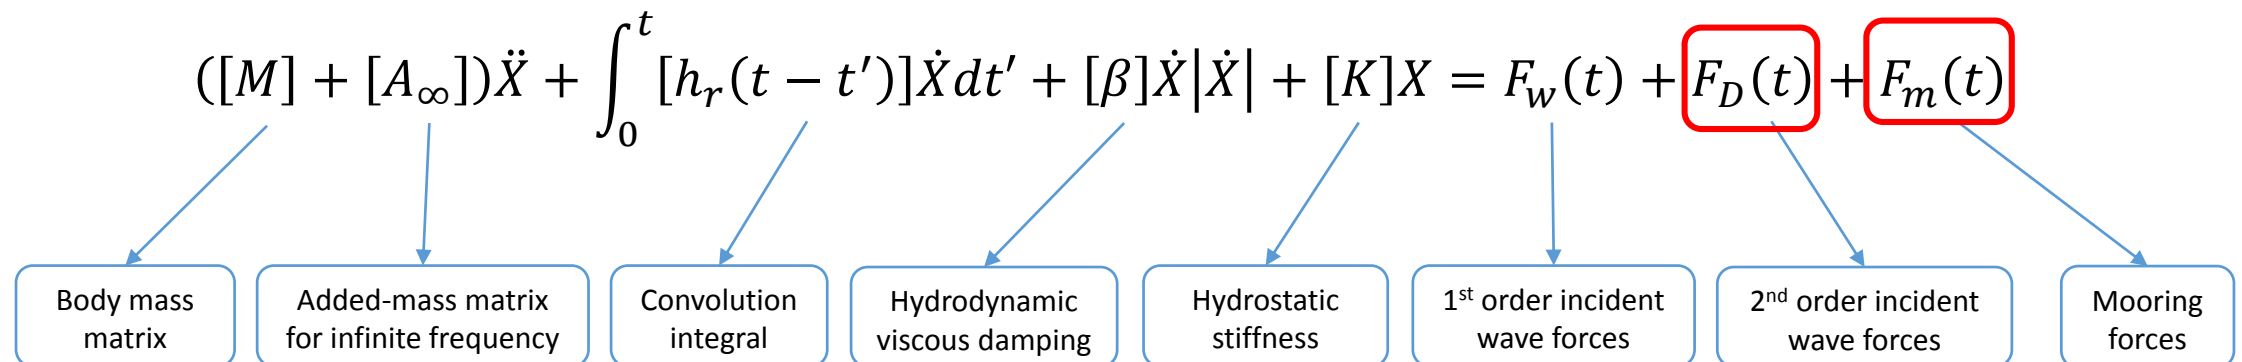 ([M] + [A∞])Ẍ + ∫₀ᵗ [hᵣ(t − t′)]Ẋdt′ + [β]Ẋ|Ẋ| + [K]X = F_w(t) + F_D(t) + F_m(t)
Body mass
matrix
Added-mass matrix
for infinite frequency
Convolution
integral
Hydrodynamic
viscous damping
Hydrostatic
stiffness
1st order incident
wave forces
2nd order incident
wave forces
Mooring
forces